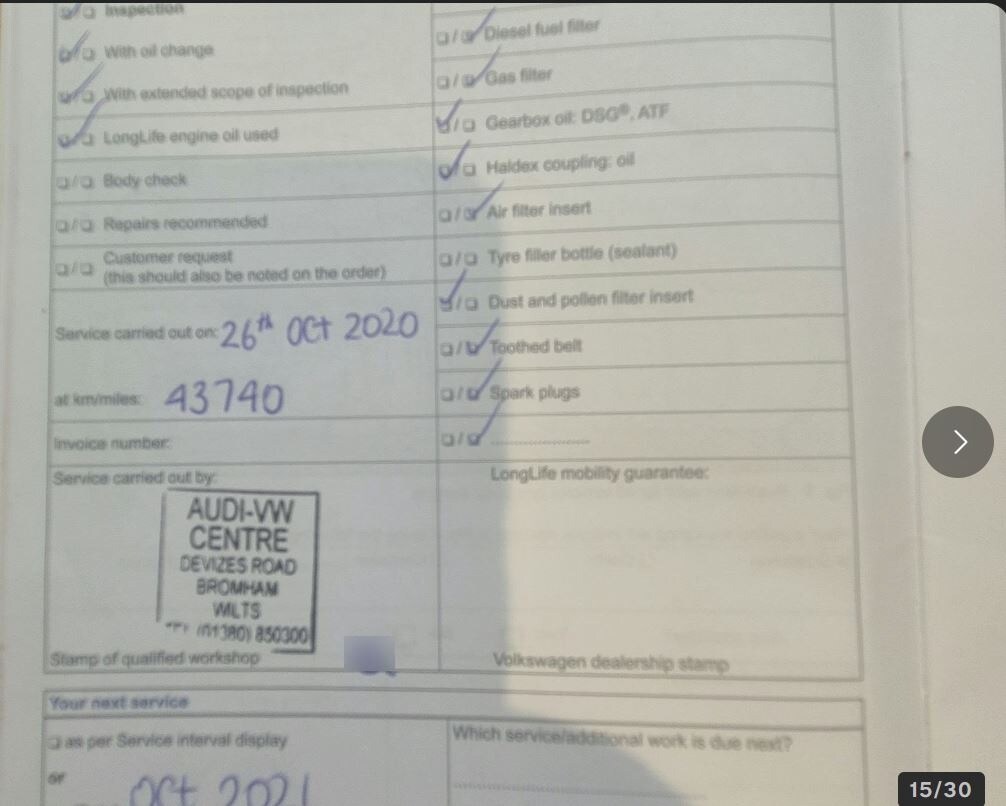 Inspection
With oil change
With extended scope of inspection
LongLife engine oil used
Body check
Repairs recommended
Customer request
(this should also be noted on the order)
Service carried out on: 26th OCT 2020
at km/miles: 43740
Invoice number:
Service carried out by:
AUDI-VW
CENTRE
DEVIZES ROAD
BROMHAM
WILTS
(01380) 850300
Stamp of qualified workshop
Diesel fuel filter
Gas filter
Gearbox oil: DSG®, ATF
Haldex coupling: oil
Air filter insert
Tyre filler bottle (sealant)
Dust and pollen filter insert
Toothed belt
Spark plugs
LongLife mobility guarantee:
Volkswagen dealership stamp
Your next service
as per Service interval display
or
Oct 2021
Which service/additional work is due next?
15/30